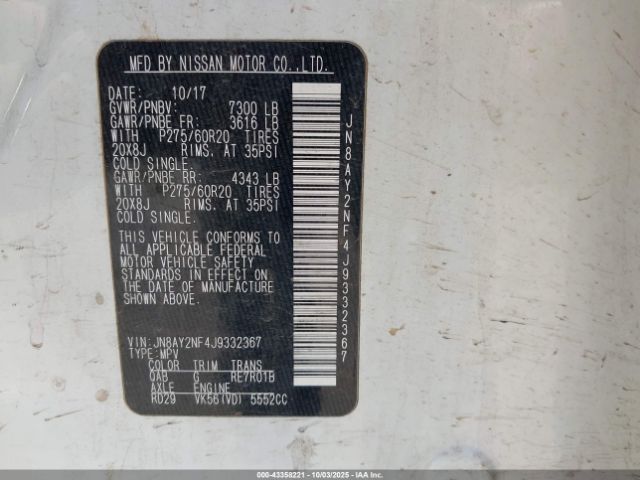 MFD BY NISSAN MOTOR CO.,LTD.
DATE: 10/17
GVWR/PNBV: 7300 LB
GAWR/PNBE FR: 3616 LB
WITH P275/60R20 TIRES
20X8J RIMS. AT 35PSI
COLD SINGLE.
GAWR/PNBE RR: 4343 LB
WITH P275/60R20 TIRES
20X8J RIMS. AT 35PSI
COLD SINGLE.
THIS VEHICLE CONFORMS TO
ALL APPLICABLE FEDERAL
MOTOR VEHICLE SAFETY
STANDARDS IN EFFECT ON
THE DATE OF MANUFACTURE
SHOWN ABOVE.
VIN:JN8AY2NF4J9332367
TYPE:MPV
COLOR TRIM TRANS
QAB G RE7R01B
AXLE ENGINE
RD29 VK56(VD) 5552CC
JN8AY2NF4J9332367
000-43358221 - 10/03/2025 - IAAI.COM